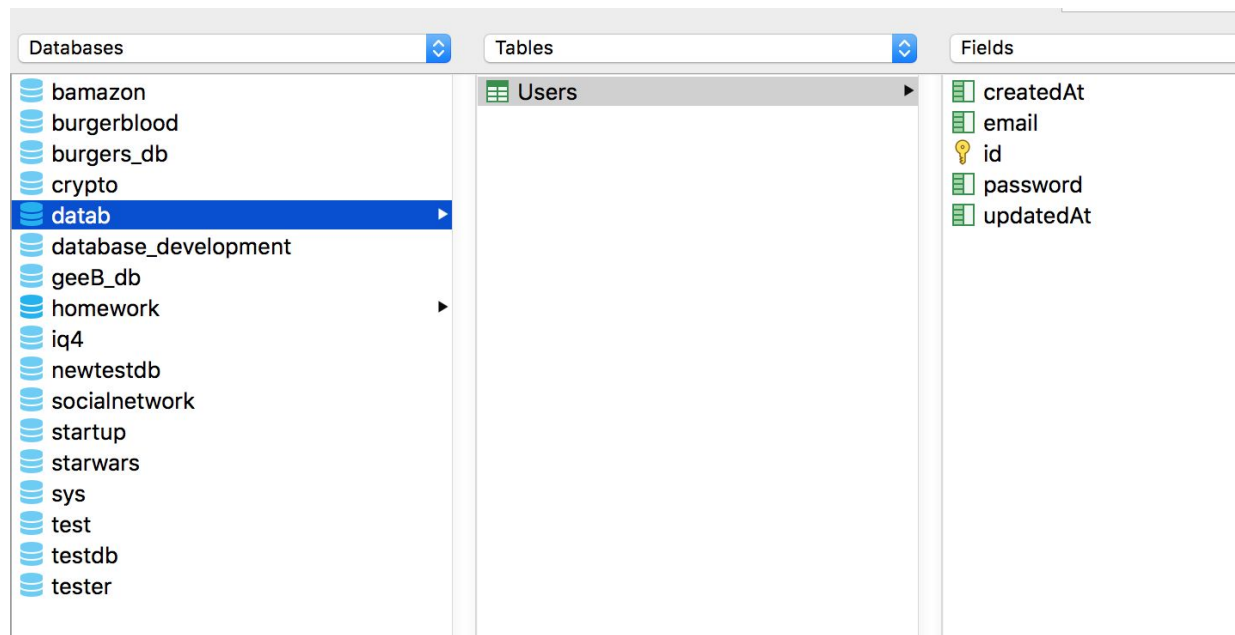 Databases
Tables
Fields
bamazon
burgerblood
burgers_db
crypto
datab
database_development
geeB_db
homework
iq4
newtestdb
socialnetwork
startup
starwars
sys
test
testdb
tester
Users
createdAt
email
id
password
updatedAt